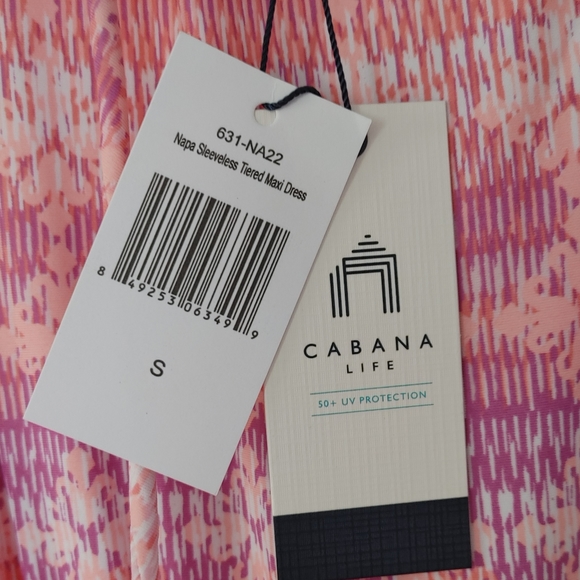 631-NA22
Napa Sleeveless Tiered Maxi Dress
8 49253 06349 9
S
CABANA
LIFE
50+ UV PROTECTION